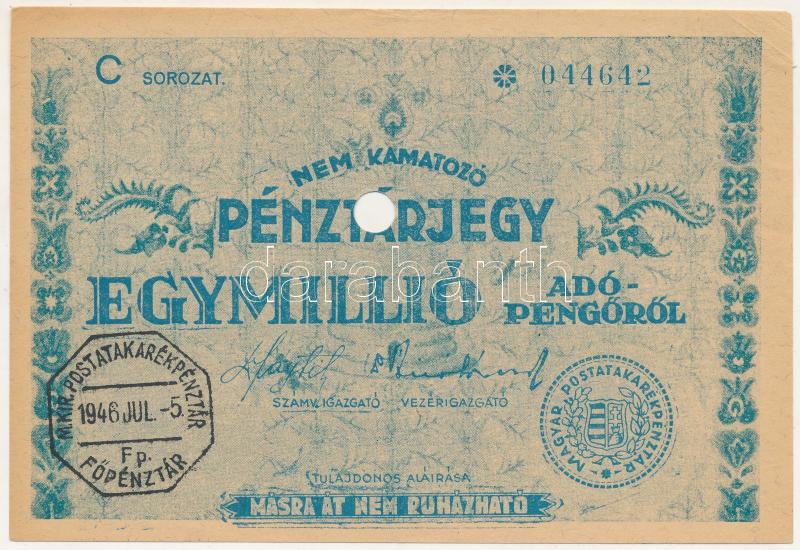 C SOROZAT. 044642
NEM KAMATOZÓ
PÉNZTÁRJEGY
EGYMILLIÓ ADÓ-
PENGŐRŐL
darabanth
SZÁMV. IGAZGATÓ VEZÉRIGAZGATÓ
M.KIR.POSTATAKARÉKPÉNZTÁR
1946 JUL. -5.
Fp.
FŐPÉNZTÁR
MAGYAR POSTATAKARÉKPÉNZTÁR
TULAJDONOS ALÁÍRÁSA
MÁSRA ÁT NEM RUHÁZHATÓ